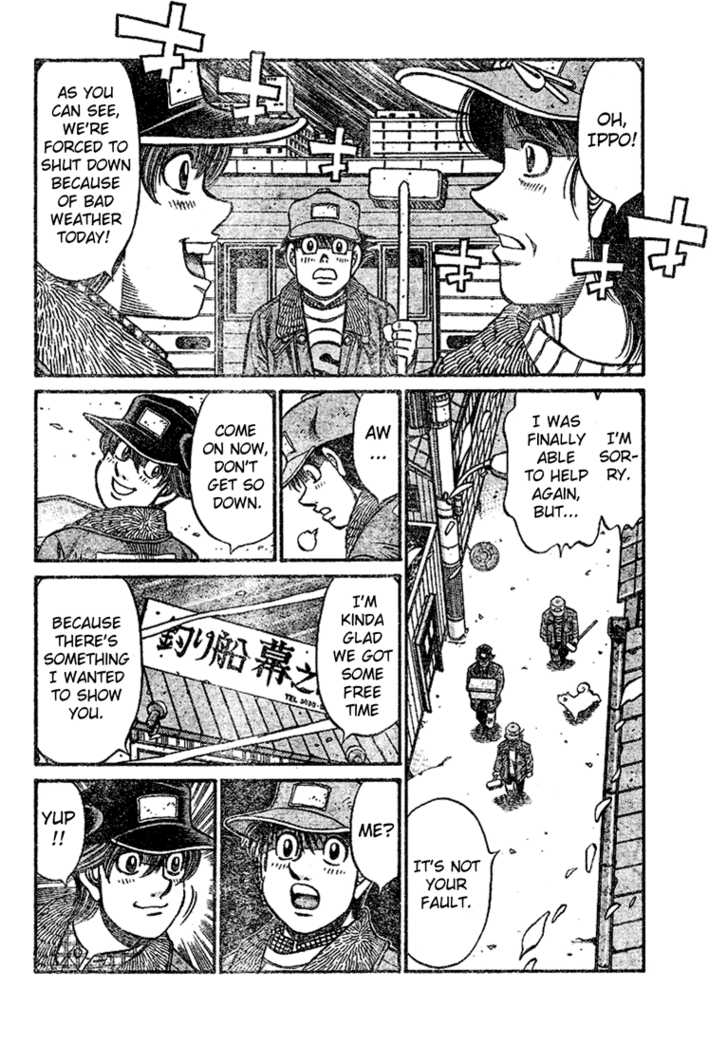 OH,
IPPO!
AS YOU
CAN SEE,
WE'RE
FORCED TO
SHUT DOWN
BECAUSE
OF BAD
WEATHER
TODAY!
I'M
SOR-
RY.
I WAS
FINALLY
ABLE
TO HELP
AGAIN,
BUT...
IT'S NOT
YOUR
FAULT.
AW
...
COME
ON NOW,
DON'T
GET SO
DOWN.
I'M
KINDA
GLAD
WE GOT
SOME
FREE
TIME
釣り船 幕之
TEL
BECAUSE
THERE'S
SOMETHING
I WANTED
TO SHOW
YOU.
ME?
YUP
!!